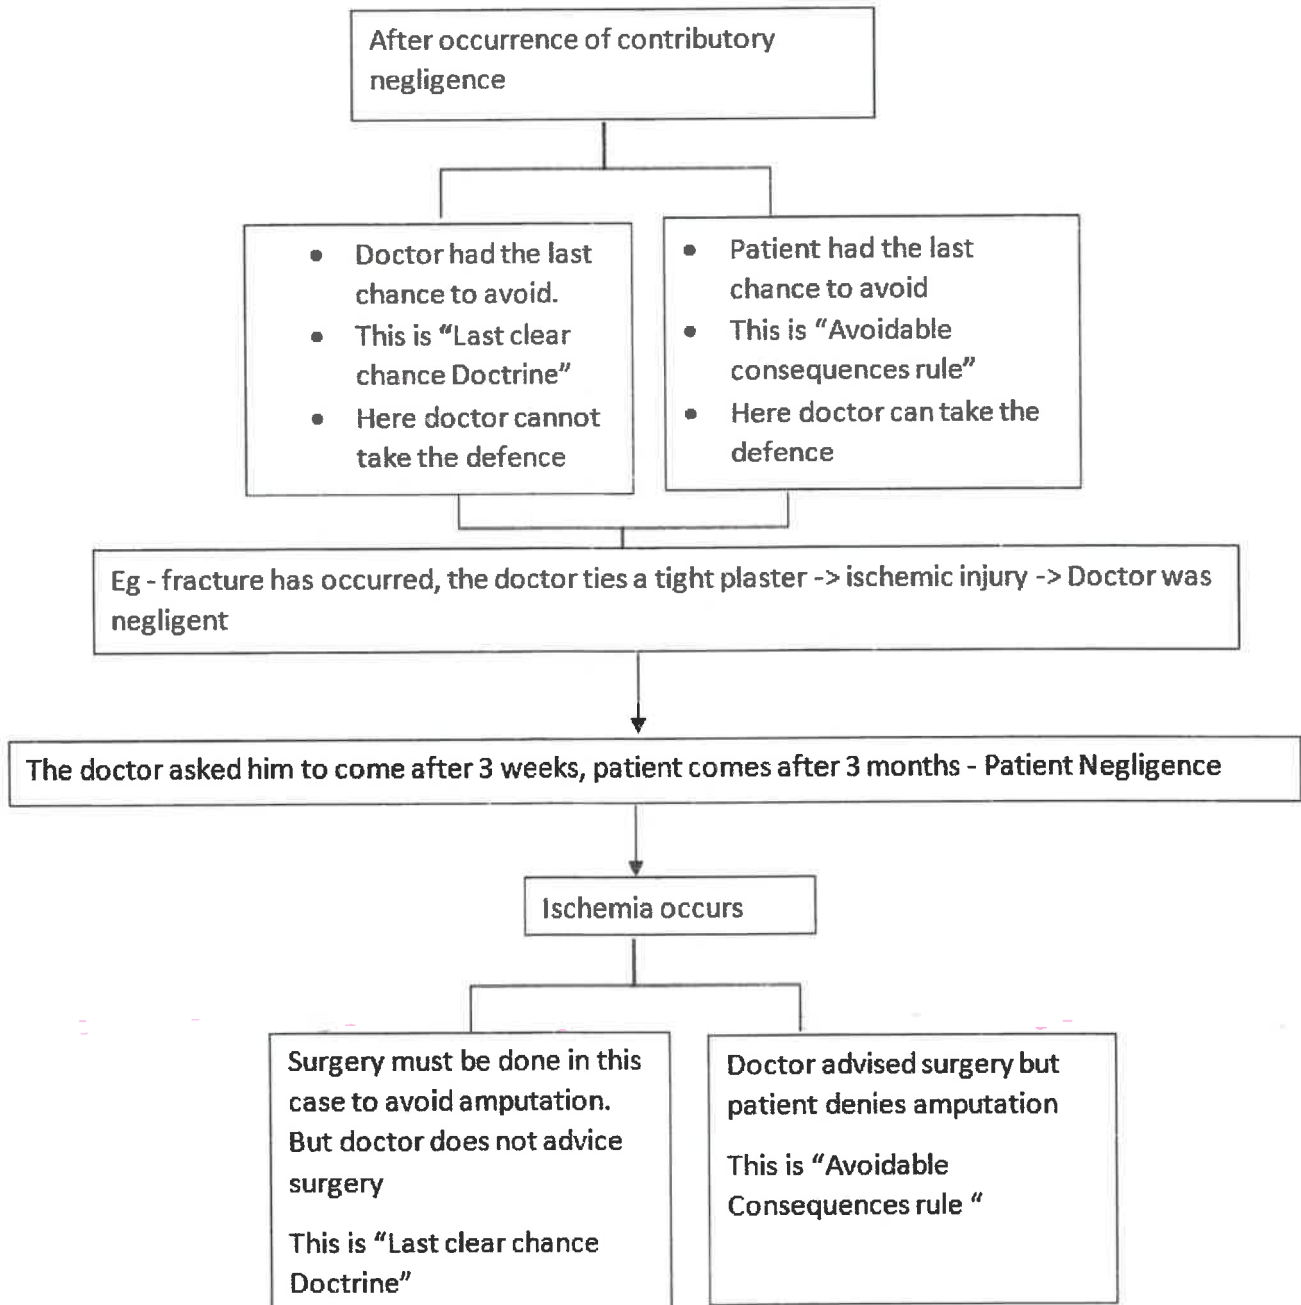 After occurrence of contributory
negligence
• Doctor had the last
chance to avoid.
• This is "Last clear
chance Doctrine"
• Here doctor cannot
take the defence
• Patient had the last
chance to avoid
• This is "Avoidable
consequences rule"
• Here doctor can take the
defence
Eg - fracture has occurred, the doctor ties a tight plaster -> ischemic injury -> Doctor was
negligent
The doctor asked him to come after 3 weeks, patient comes after 3 months - Patient Negligence
Ischemia occurs
Surgery must be done in this
case to avoid amputation.
But doctor does not advice
surgery
This is "Last clear chance
Doctrine"
Doctor advised surgery but
patient denies amputation
This is "Avoidable
Consequences rule "